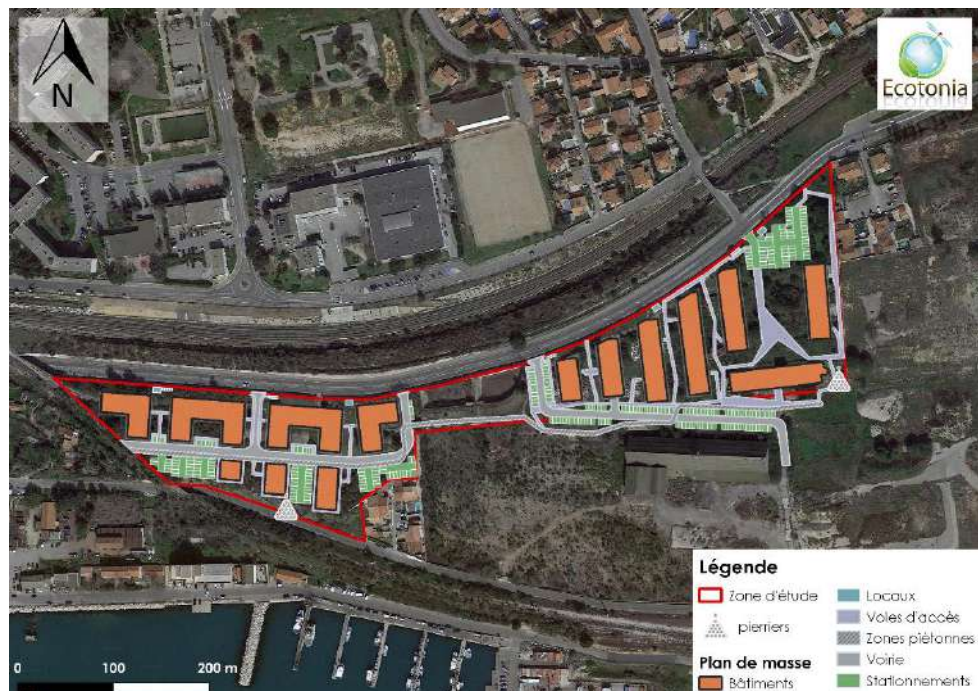 N
Ecotonia
Légende
Zone d'étude
pierriers
Plan de masse
Bâtiments
Locaux
Voies d'accès
Zones piétonnes
Voirie
Stationnements
0 100 200 m